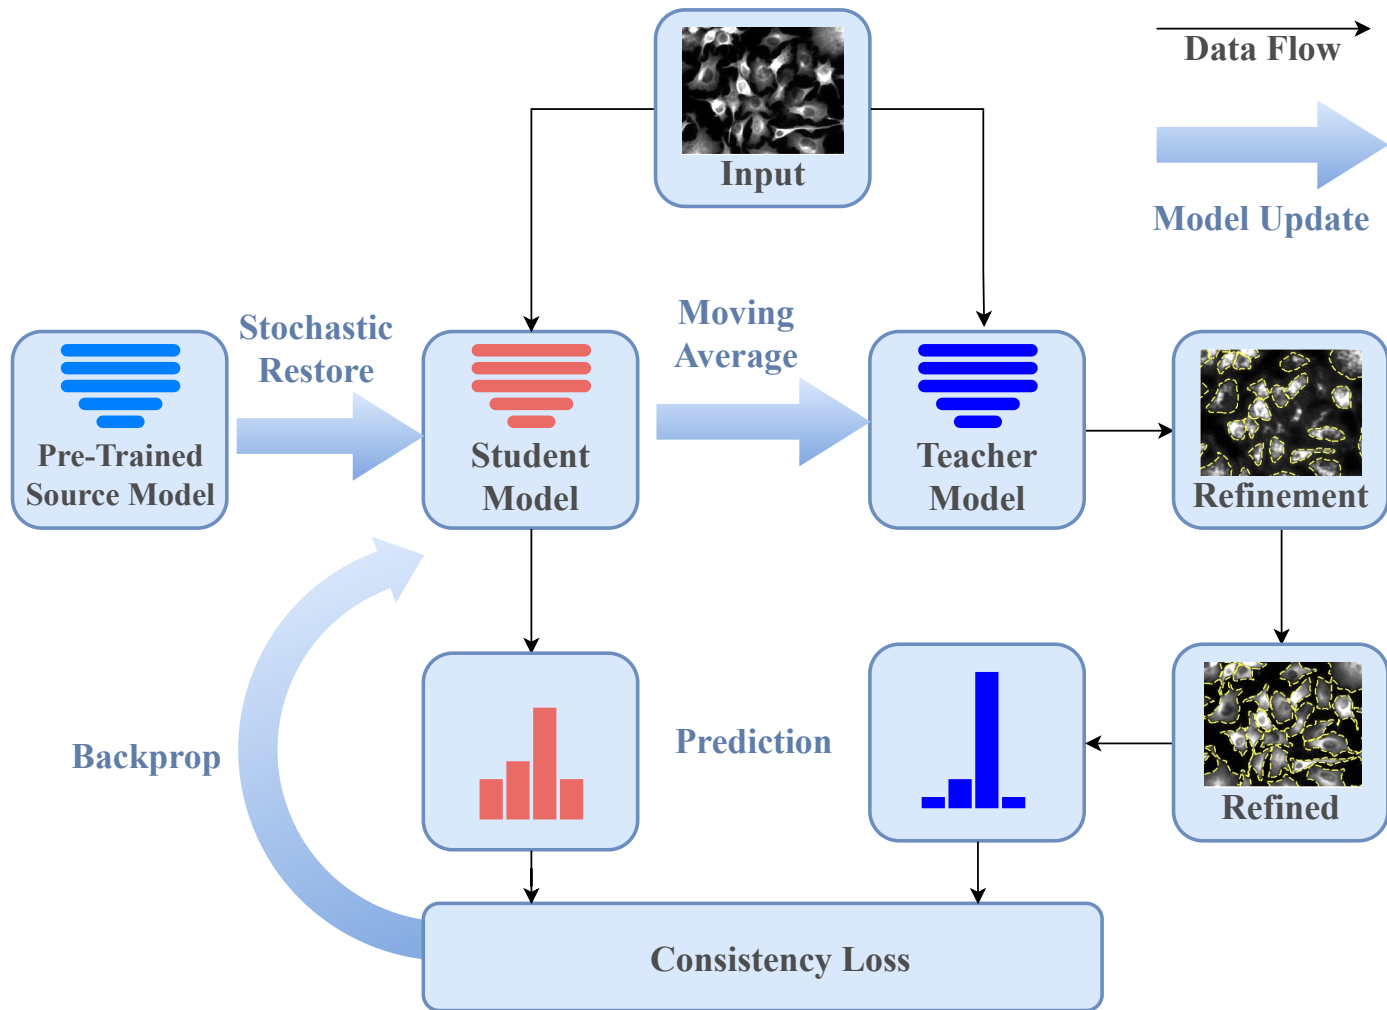 Input
Data Flow
Model Update
Stochastic
Restore
Moving
Average
Pre-Trained
Source Model
Student
Model
Teacher
Model
Refinement
Backprop
Prediction
Refined
Consistency Loss